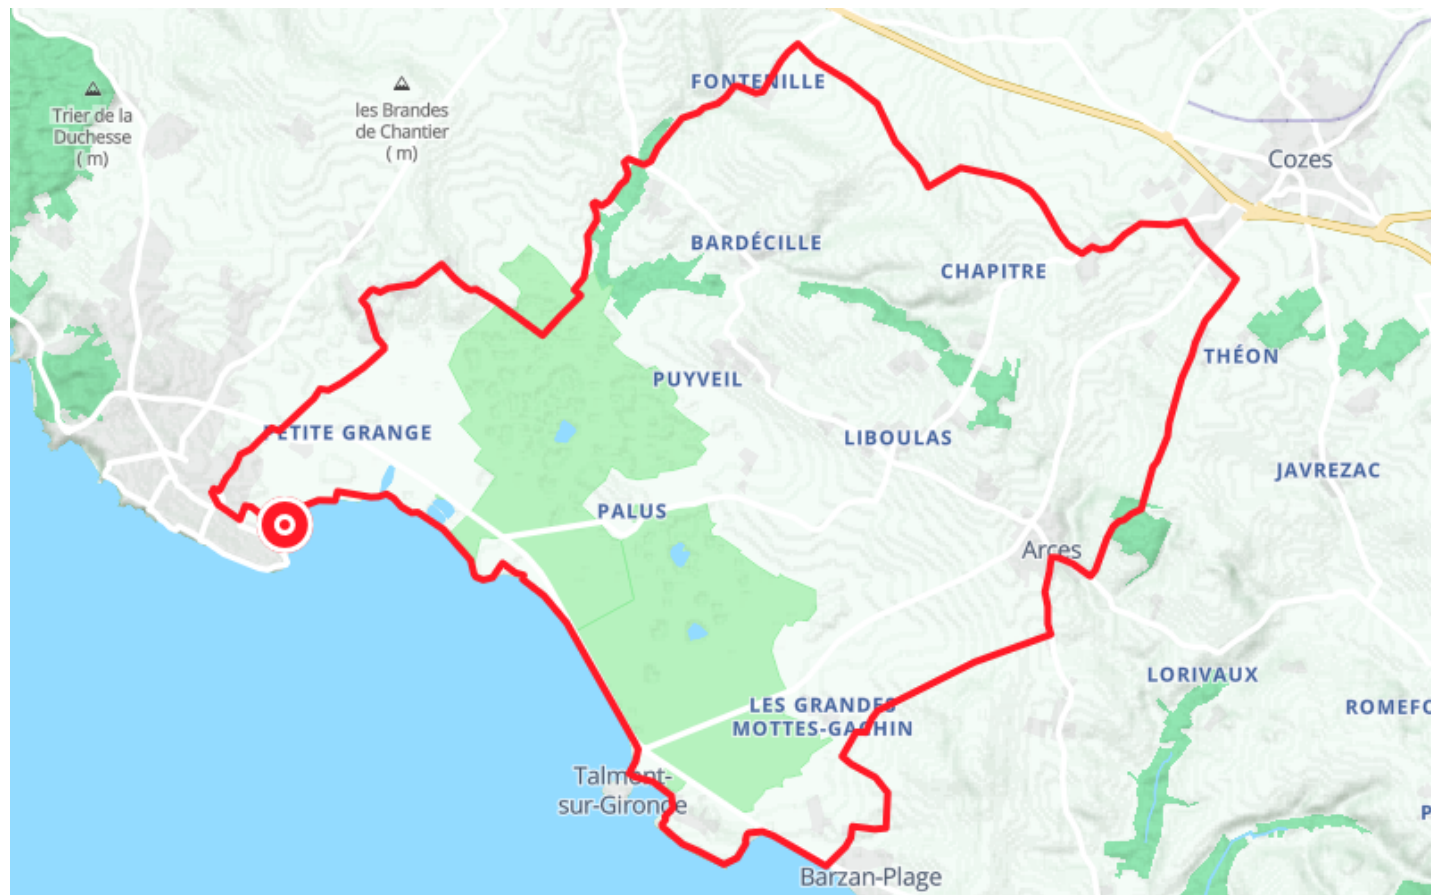 FONTENILLE
Trier de la
Duchesse
( m)
les Brandes
de Chantier
( m)
Cozes
BARDÉCILLE
CHAPITRE
THÉON
PUYVEIL
PETITE GRANGE
LIBOULAS
JAVREZAC
PALUS
Arces
LORIVAUX
LES GRANDES
MOTTES-GACHIN
ROMEFO
Talmont-
sur-Gironde
P
Barzan-Plage